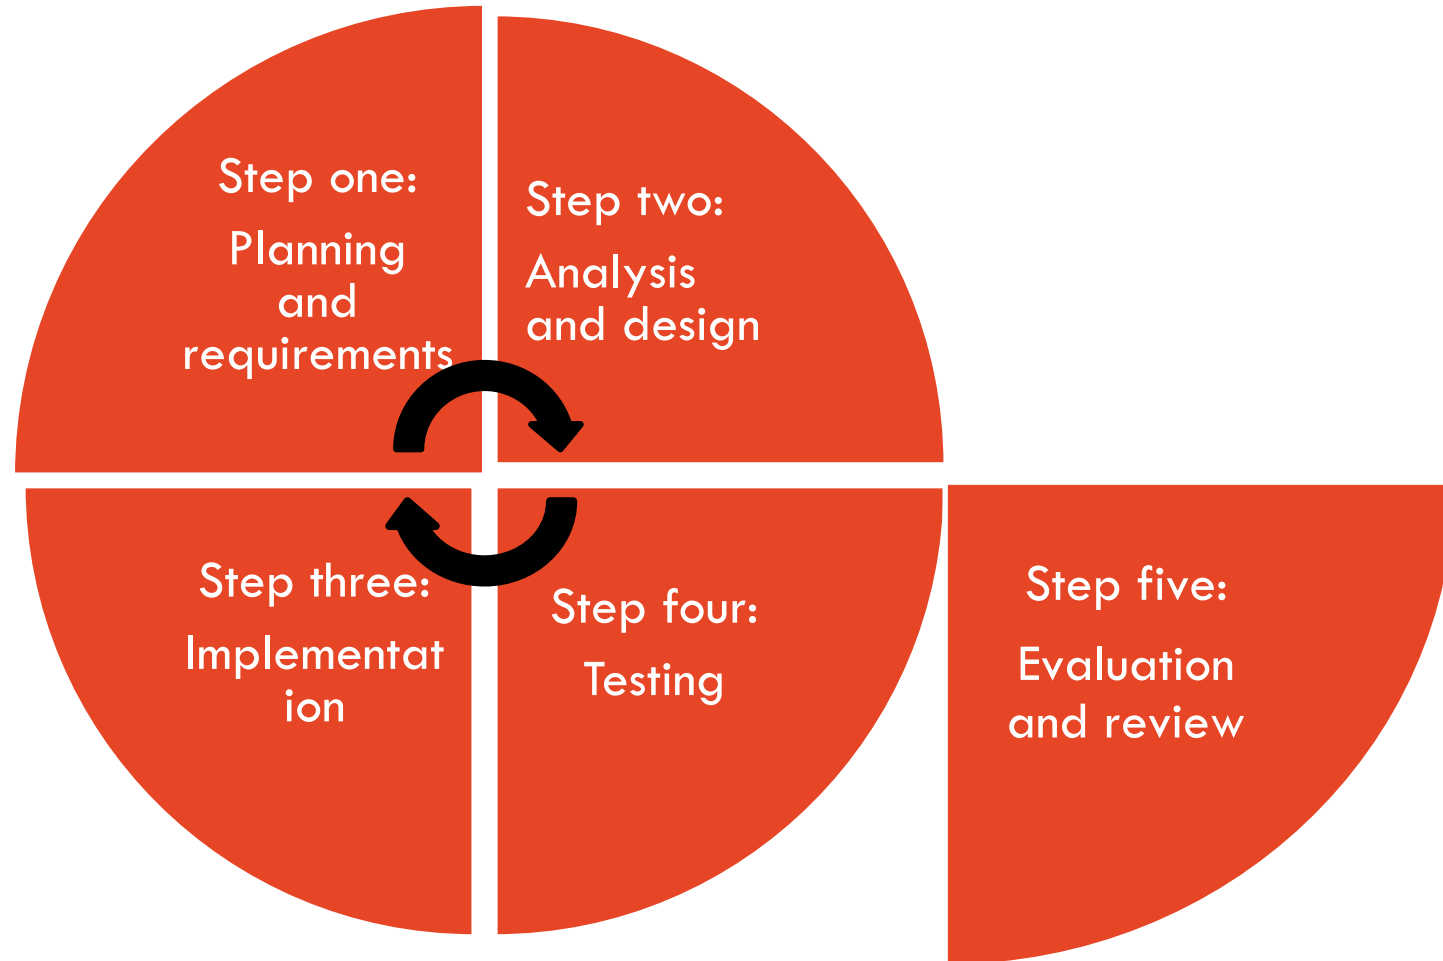 Step one:
Planning
and
requirements
Step two:
Analysis
and design
Step three:
Implementat
ion
Step four:
Testing
Step five:
Evaluation
and review